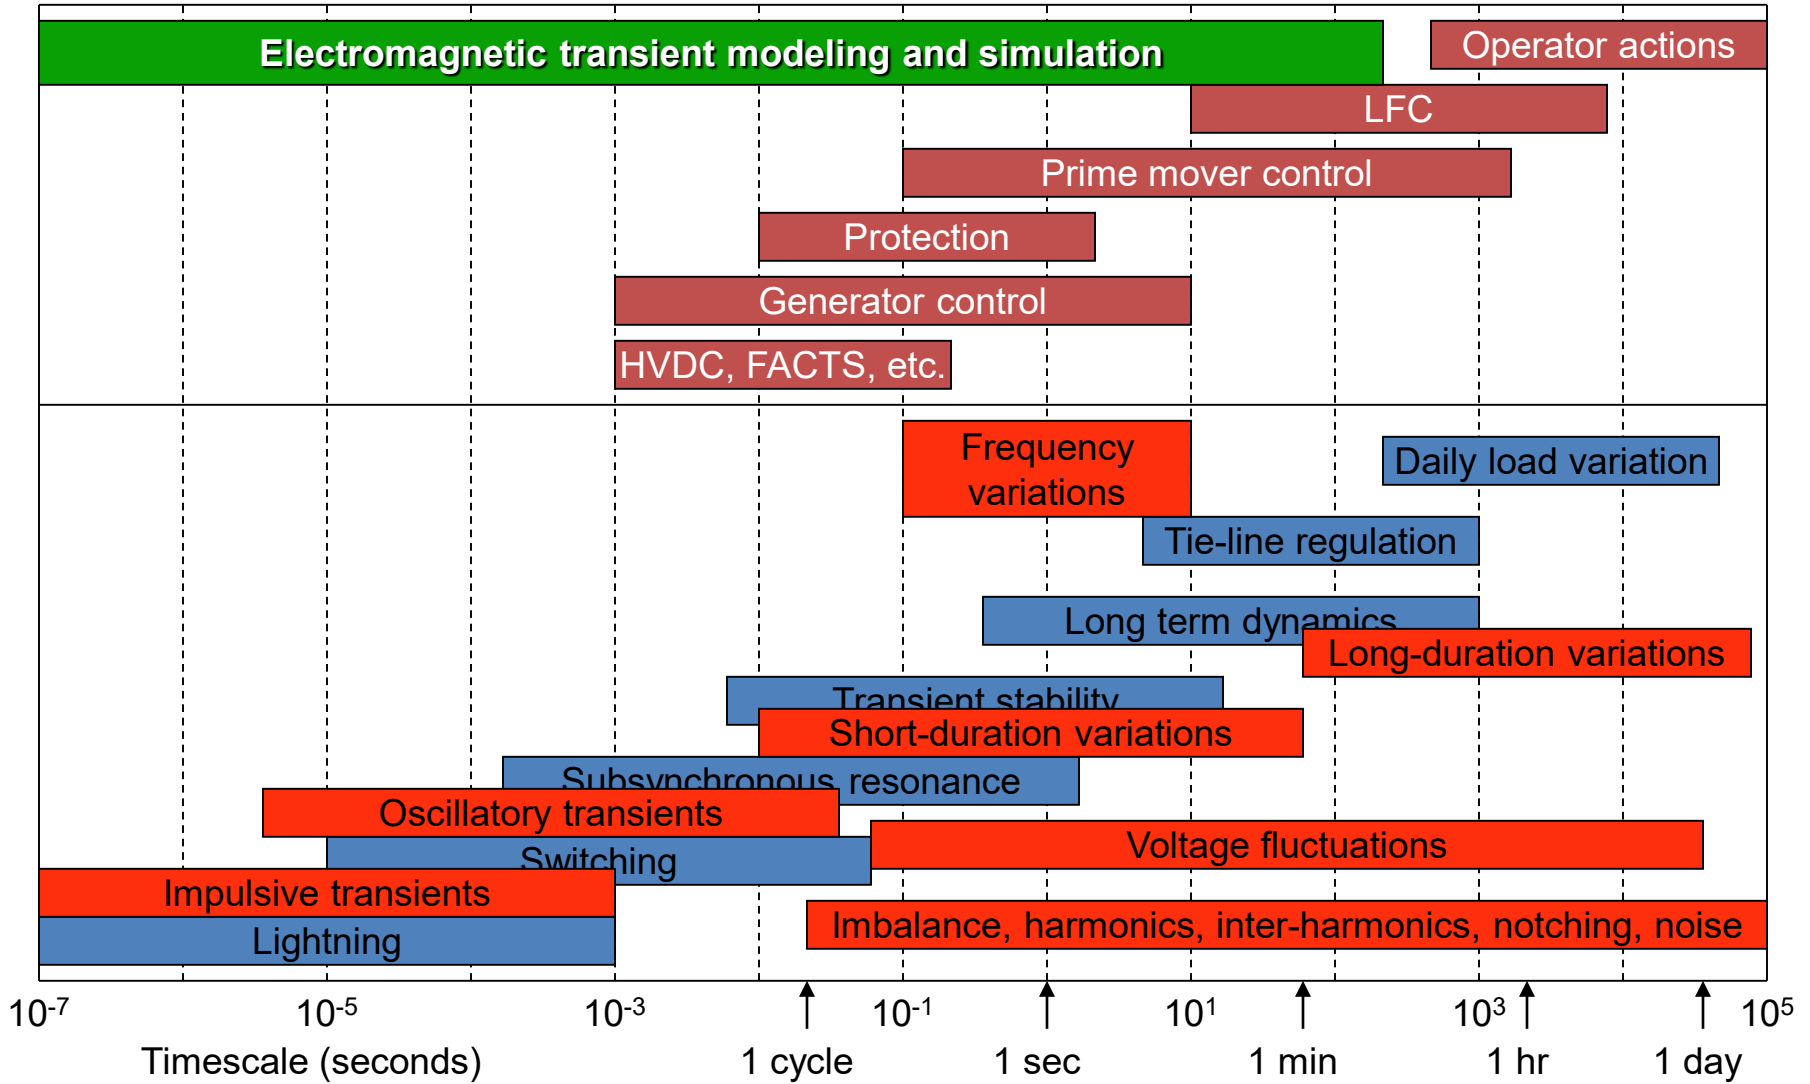 Electromagnetic transient modeling and simulation
Operator actions
LFC
Prime mover control
Protection
Generator control
HVDC, FACTS, etc.
Frequency
variations
Daily load variation
Tie-line regulation
Long term dynamics
Long-duration variations
Transient stability
Short-duration variations
Subsynchronous resonance
Oscillatory transients
Voltage fluctuations
Switching
Impulsive transients
Imbalance, harmonics, inter-harmonics, notching, noise
Lightning
10⁻⁷ 10⁻⁵ 10⁻³ 10⁻¹ 10¹ 10³ 10⁵
Timescale (seconds) 1 cycle 1 sec 1 min 1 hr 1 day